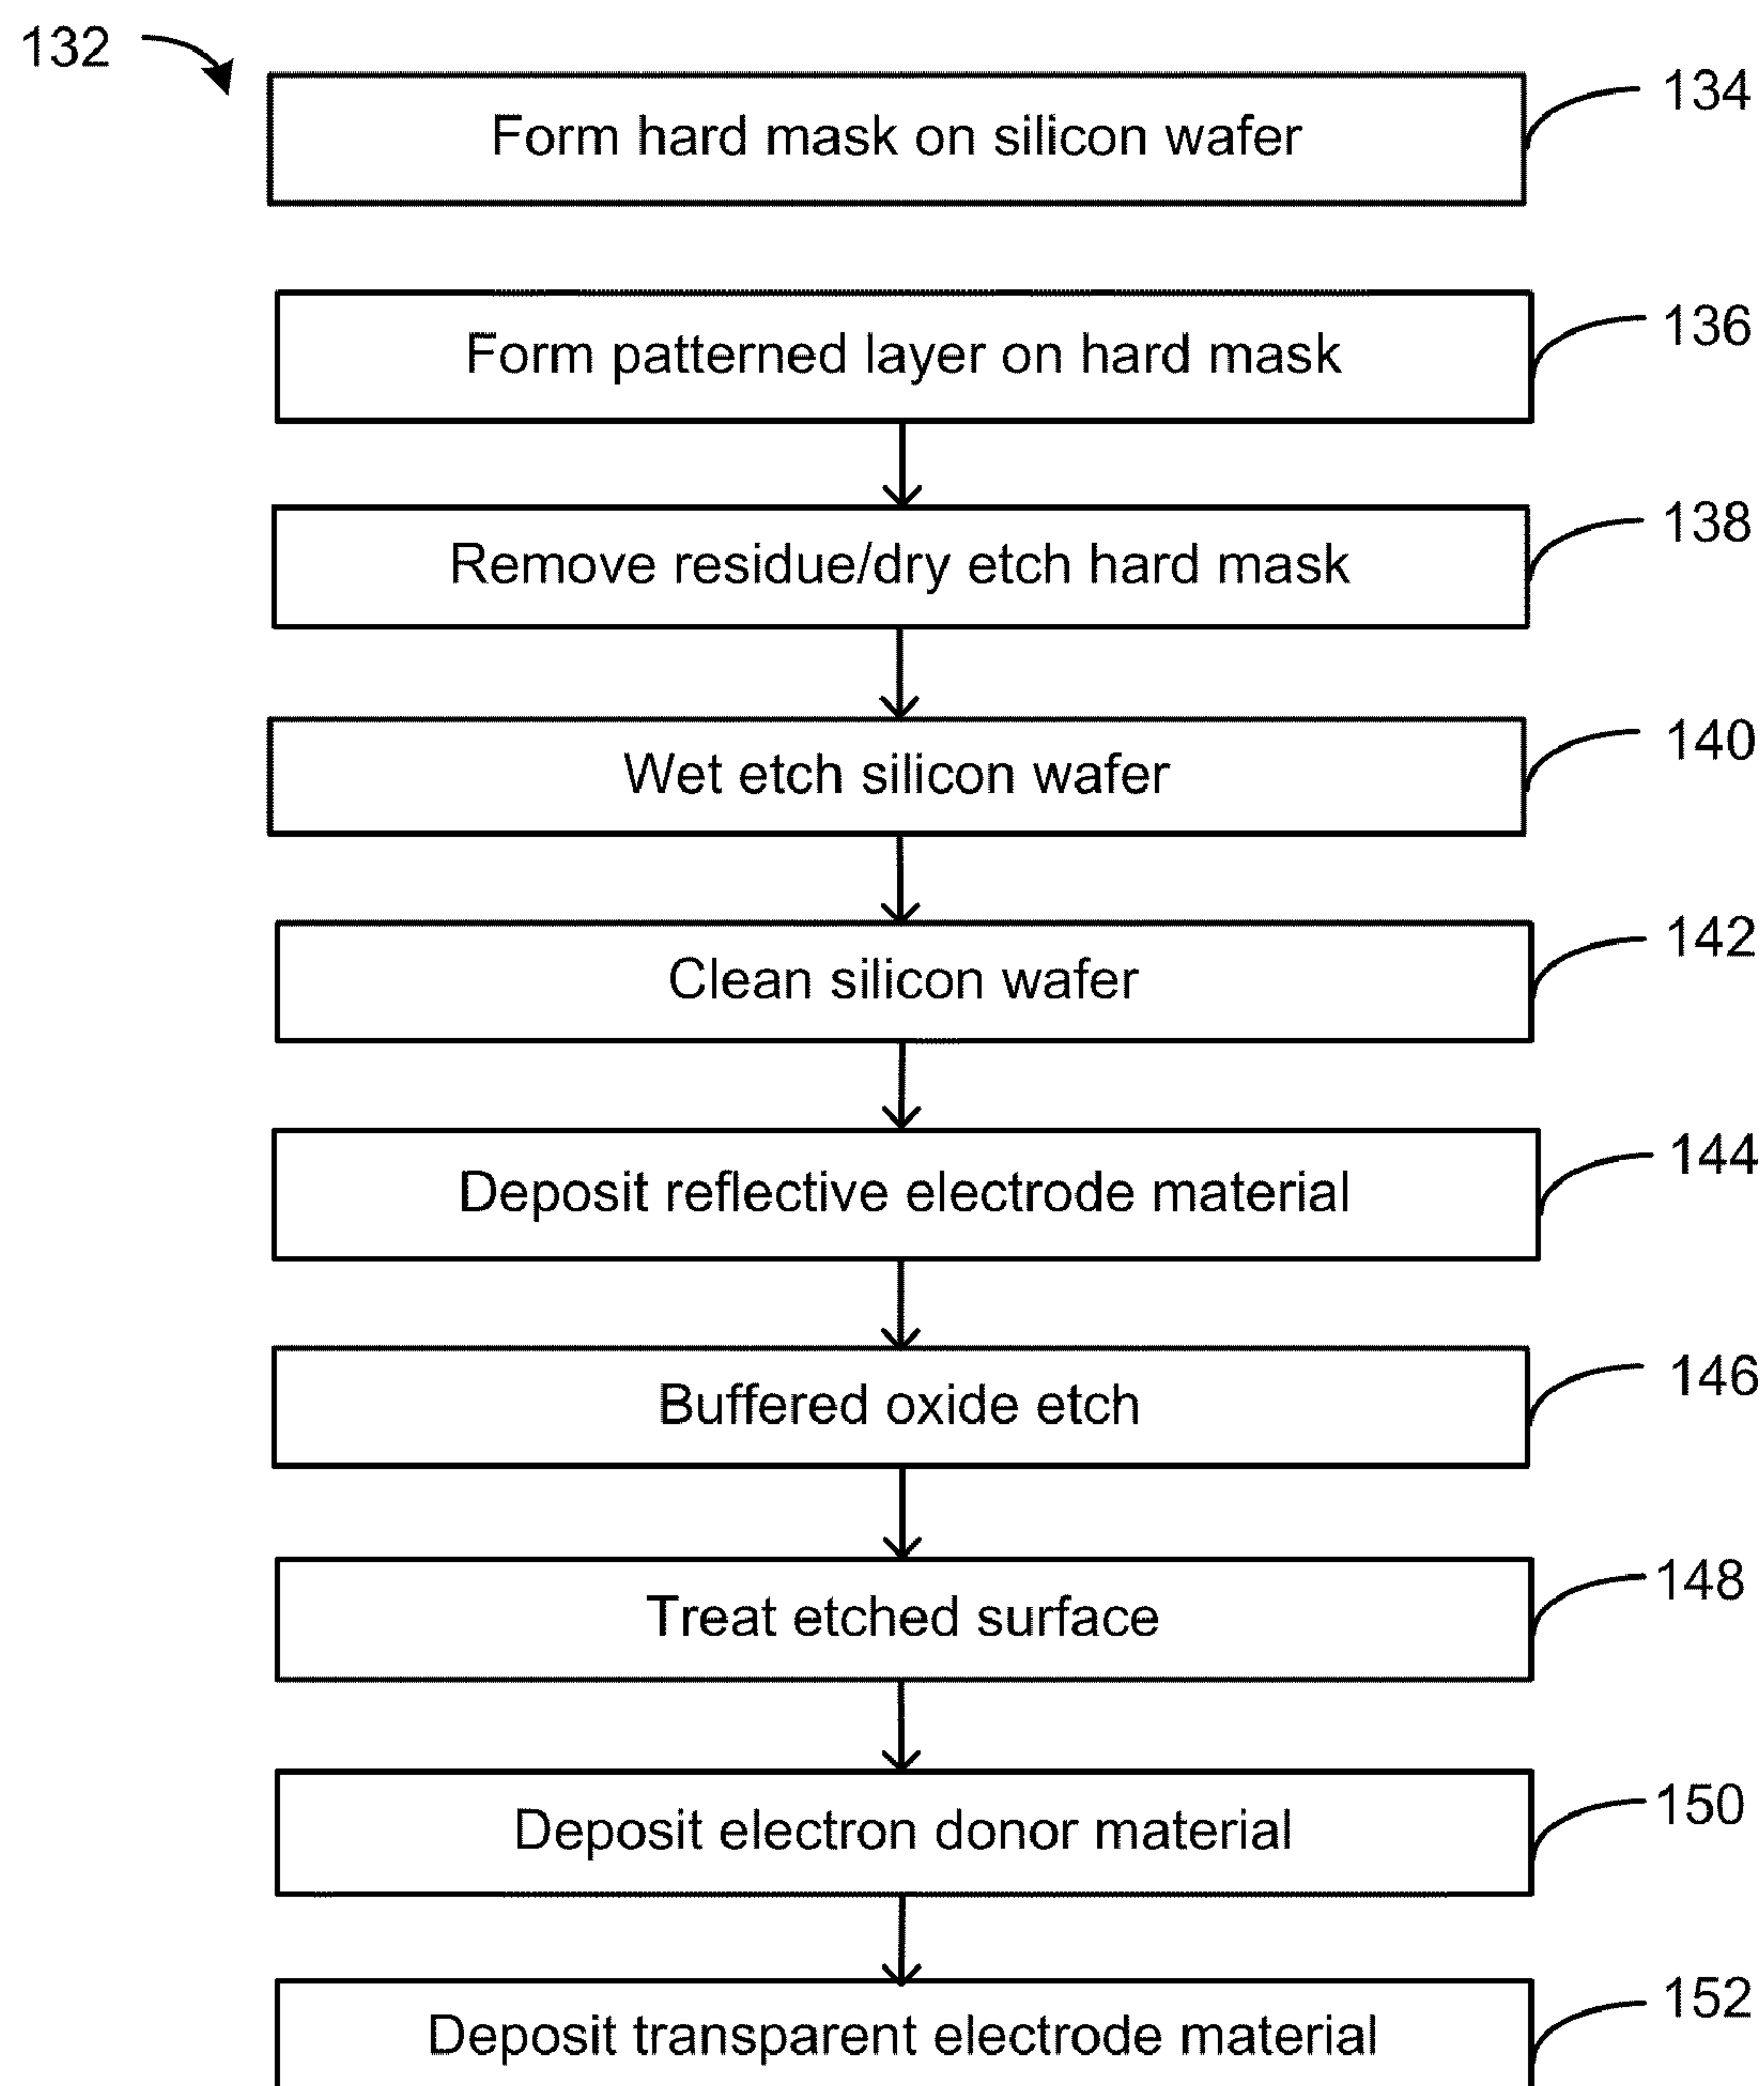 132
Form hard mask on silicon wafer
134
Form patterned layer on hard mask
136
Remove residue/dry etch hard mask
138
Wet etch silicon wafer
140
Clean silicon wafer
142
Deposit reflective electrode material
144
Buffered oxide etch
146
Treat etched surface
148
Deposit electron donor material
150
Deposit transparent electrode material
152